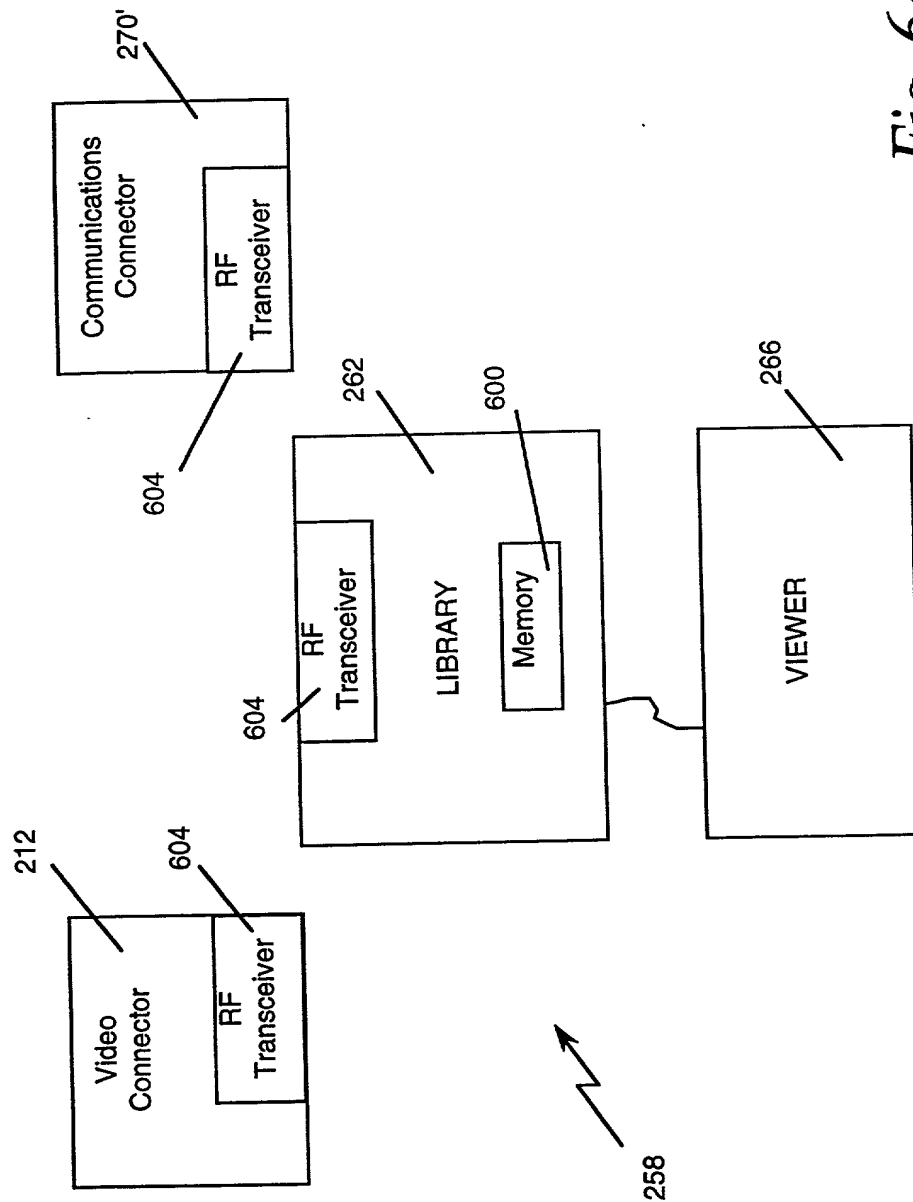 212
Video
Connector
604
RF
Transceiver
258
604
RF
Transceiver
LIBRARY
Memory
262
600
604
Communications
Connector
RF
Transceiver
270'
VIEWER
266